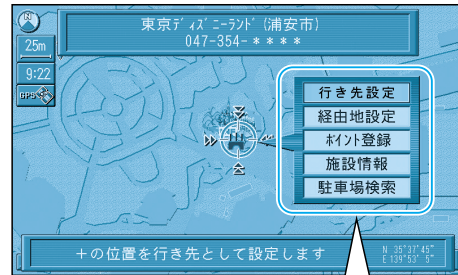 東京ディズニーランド(浦安市)
047-354-****
25m
9:22
GPS
行き先設定
経由地設定
ポイント登録
施設情報
駐車場検索
+の位置を行き先として設定します
N 35°37'45"
E 139°53' 5"